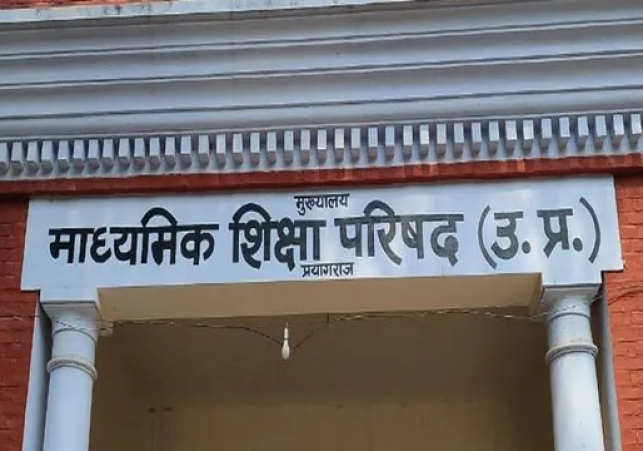 मुख्यालय
माध्यमिक शिक्षा परिषद (उ. प्र.)
प्रयागराज